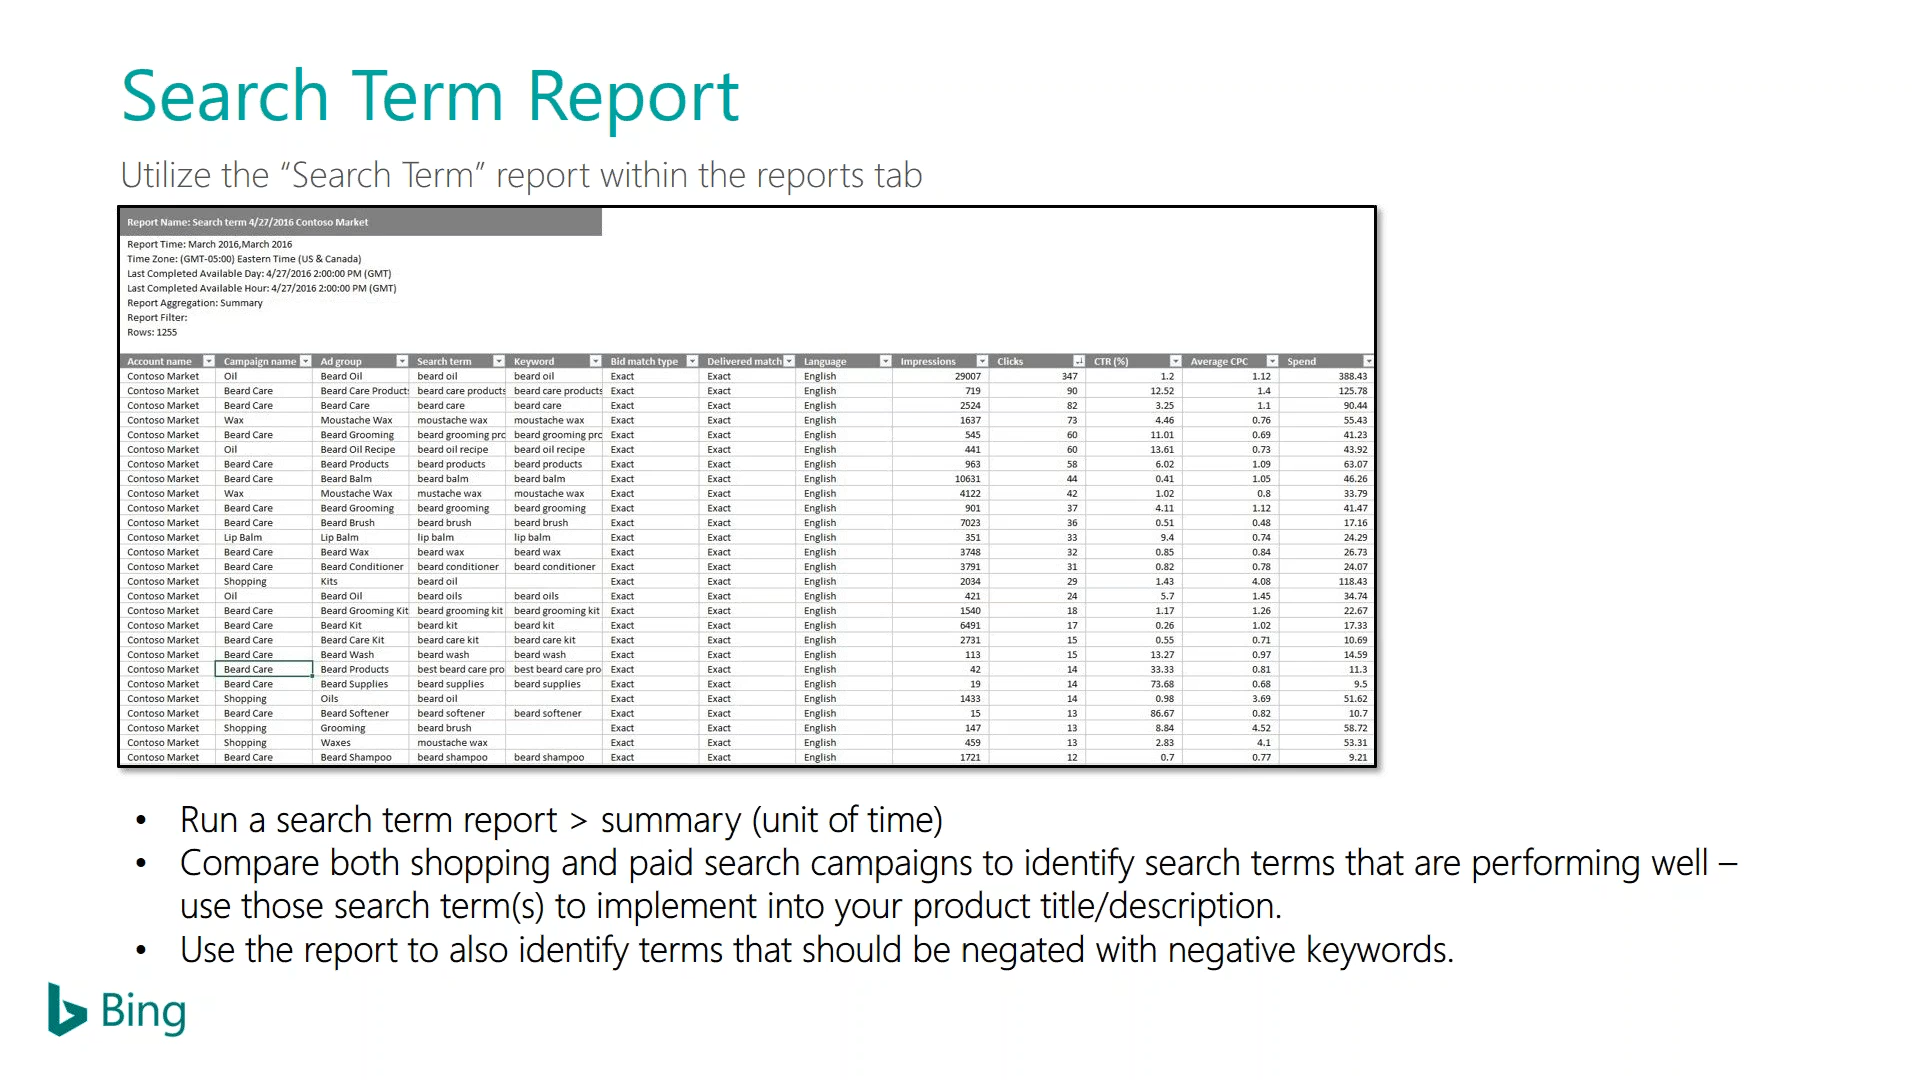 Search Term Report
Utilize the “Search Term” report within the reports tab
Report Name: Search term 4/27/2016 Contoso Market
Report Time: March 2016,March 2016
Time Zone: (GMT-05:00) Eastern Time (US & Canada)
Last Completed Available Day: 4/27/2016 2:00:00 PM (GMT)
Last Completed Available Hour: 4/27/2016 2:00:00 PM (GMT)
Report Aggregation: Summary
Report Filter:
Rows: 1255
Account name Campaign name Ad group Search term Keyword Bid match type Delivered match Language Impressions Clicks CTR (%) Average CPC Spend
Contoso Market Oil Beard Oil beard oil beard oil Exact Exact English 29007 347 1.2 1.12 388.43
Contoso Market Beard Care Beard Care Products beard care products beard care products Exact Exact English 719 90 12.52 1.4 125.78
Contoso Market Beard Care Beard Care beard care beard care Exact Exact English 2524 82 3.25 1.1 90.44
Contoso Market Wax Moustache Wax moustache wax moustache wax Exact Exact English 1637 73 4.46 0.76 55.43
Contoso Market Beard Care Beard Grooming beard grooming pro beard grooming pro Exact Exact English 545 60 11.01 0.69 41.23
Contoso Market Oil Beard Oil Recipe beard oil recipe beard oil recipe Exact Exact English 441 60 13.61 0.73 43.92
Contoso Market Beard Care Beard Products beard products beard products Exact Exact English 963 58 6.02 1.09 63.07
Contoso Market Beard Care Beard Balm beard balm beard balm Exact Exact English 10631 44 0.41 1.05 46.26
Contoso Market Wax Moustache Wax mustache wax moustache wax Exact Exact English 4122 42 1.02 0.8 33.79
Contoso Market Beard Care Beard Grooming beard grooming beard grooming Exact Exact English 901 37 4.11 1.12 41.47
Contoso Market Beard Care Beard Brush beard brush beard brush Exact Exact English 7023 36 0.51 0.48 17.16
Contoso Market Lip Balm Lip Balm lip balm lip balm Exact Exact English 351 33 9.4 0.74 24.29
Contoso Market Beard Care Beard Wax beard wax beard wax Exact Exact English 3748 32 0.85 0.84 26.73
Contoso Market Beard Care Beard Conditioner beard conditioner beard conditioner Exact Exact English 3791 31 0.82 0.78 24.07
Contoso Market Shopping Kits beard oil Exact Exact English 2034 29 1.43 4.08 118.43
Contoso Market Oil Beard Oil beard oils beard oils Exact Exact English 421 24 5.7 1.45 34.74
Contoso Market Beard Care Beard Grooming Kit beard grooming kit beard grooming kit Exact Exact English 1540 18 1.17 1.26 22.67
Contoso Market Beard Care Beard Kit beard kit beard kit Exact Exact English 6491 17 0.26 1.02 17.33
Contoso Market Beard Care Beard Care Kit beard care kit beard care kit Exact Exact English 2731 15 0.55 0.71 10.69
Contoso Market Beard Care Beard Wash beard wash beard wash Exact Exact English 113 15 13.27 0.97 14.59
Contoso Market Beard Care Beard Products best beard care pro best beard care pro Exact Exact English 42 14 33.33 0.81 11.3
Contoso Market Beard Care Beard Supplies beard supplies beard supplies Exact Exact English 19 14 73.68 0.68 9.5
Contoso Market Shopping Oils beard oil Exact Exact English 1433 14 0.98 3.69 51.62
Contoso Market Beard Care Beard Softener beard softener beard softener Exact Exact English 15 13 86.67 0.82 10.7
Contoso Market Shopping Grooming beard brush Exact Exact English 147 13 8.84 4.52 58.72
Contoso Market Shopping Waxes moustache wax Exact Exact English 459 13 2.83 4.1 53.31
Contoso Market Beard Care Beard Shampoo beard shampoo beard shampoo Exact Exact English 1721 12 0.7 0.77 9.21
• Run a search term report > summary (unit of time)
• Compare both shopping and paid search campaigns to identify search terms that are performing well –
use those search term(s) to implement into your product title/description.
• Use the report to also identify terms that should be negated with negative keywords.
Bing